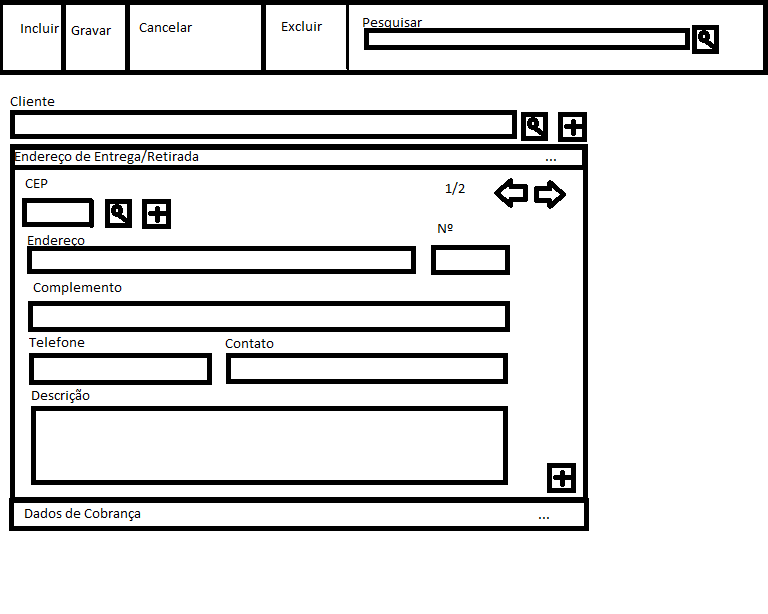 Incluir Gravar Cancelar Excluir Pesquisar
Cliente
Endereço de Entrega/Retirada ...
CEP 1/2
Nº
Endereço
Complemento
Telefone Contato
Descrição
Dados de Cobrança ...